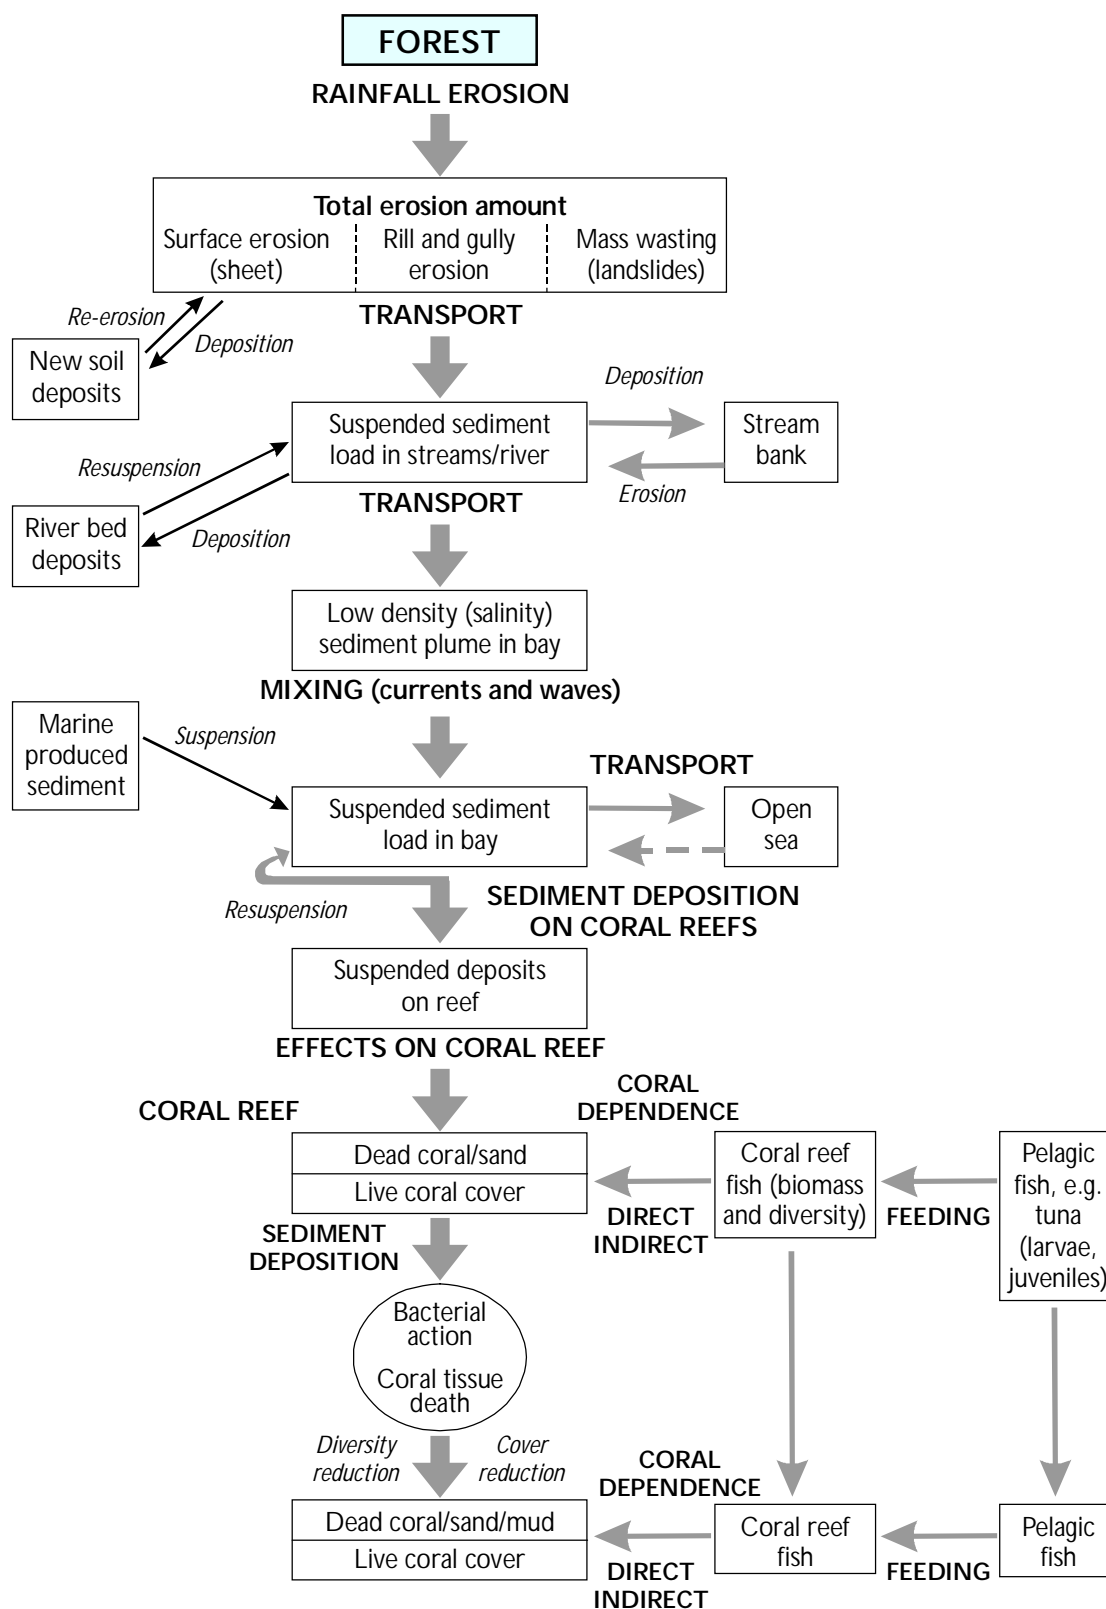 FOREST
RAINFALL EROSION
Total erosion amount
Surface erosion
(sheet)
Rill and gully
erosion
Mass wasting
(landslides)
Re-erosion
Deposition
TRANSPORT
New soil
deposits
Deposition
Suspended sediment
load in streams/river
Stream
bank
Resuspension
Erosion
TRANSPORT
River bed
deposits
Deposition
Low density (salinity)
sediment plume in bay
MIXING (currents and waves)
Marine
produced
sediment
Suspension
TRANSPORT
Suspended sediment
load in bay
Open
sea
Resuspension
SEDIMENT DEPOSITION
ON CORAL REEFS
Suspended deposits
on reef
EFFECTS ON CORAL REEF
CORAL REEF
CORAL
DEPENDENCE
Dead coral/sand
Live coral cover
Coral reef
fish (biomass
and diversity)
Pelagic
fish, e.g.
tuna
(larvae,
juveniles)
DIRECT
INDIRECT
FEEDING
SEDIMENT
DEPOSITION
Bacterial
action
Coral tissue
death
Diversity
reduction
Cover
reduction
CORAL
DEPENDENCE
Dead coral/sand/mud
Live coral cover
Coral reef
fish
Pelagic
fish
DIRECT
INDIRECT
FEEDING